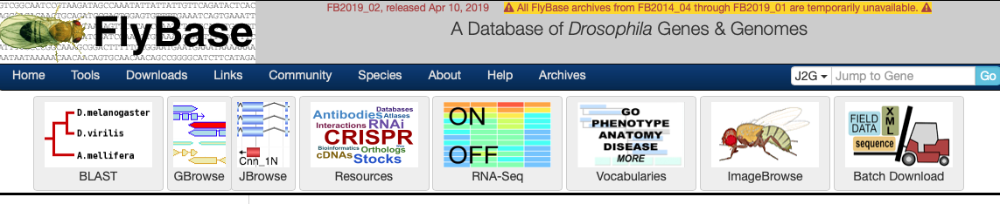 FB2019_02, released Apr 10, 2019
All FlyBase archives from FB2014_04 through FB2019_01 are temporarily unavailable.
FlyBase
A Database of Drosophila Genes & Genomes
Home Tools Downloads Links Community Species About Help Archives J2G Jump to Gene Go
D.melanogaster
D.virilis
A.mellifera
BLAST
GBrowse
Cnn_1N
JBrowse
Databases
Antibodies Atlases
Interactions RNAi
CRISPR
Bioinformatics Orthologs
cDNAs Stocks
Resources
ON
OFF
RNA-Seq
GO
PHENOTYPE
ANATOMY
DISEASE
MORE
Vocabularies
ImageBrowse
FIELD
DATA
XML
sequence
Batch Download